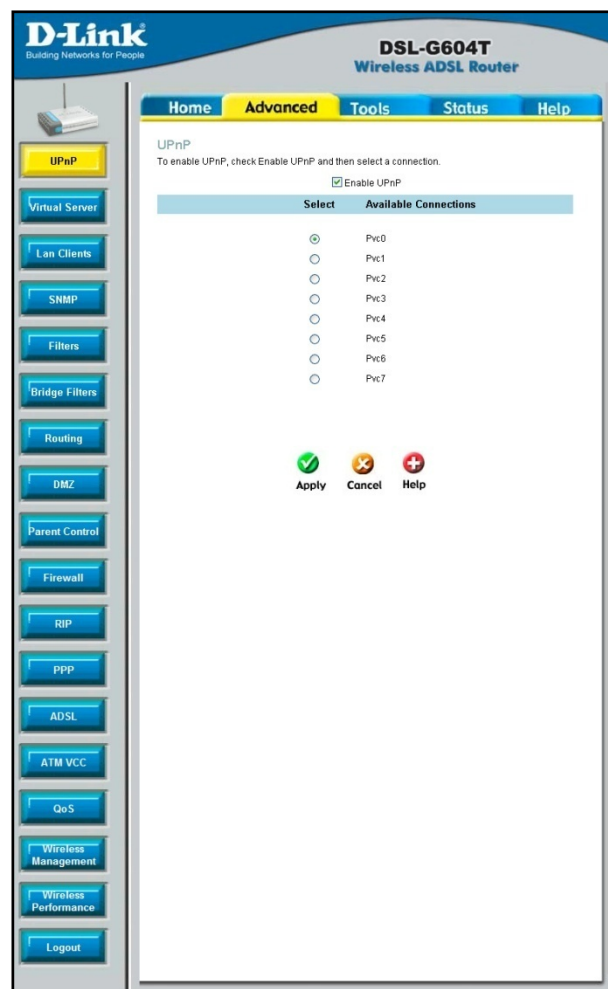 D-Link
Building Networks for People
DSL-G604T
Wireless ADSL Router
Home Advanced Tools Status Help
UPnP
Virtual Server
Lan Clients
SNMP
Filters
Bridge Filters
Routing
DMZ
Parent Control
Firewall
RIP
PPP
ADSL
ATM VCC
QoS
Wireless
Management
Wireless
Performance
Logout
UPnP
To enable UPnP, check Enable UPnP and then select a connection.
Enable UPnP
Select Available Connections
Pvc0
Pvc1
Pvc2
Pvc3
Pvc4
Pvc5
Pvc6
Pvc7
Apply Cancel Help